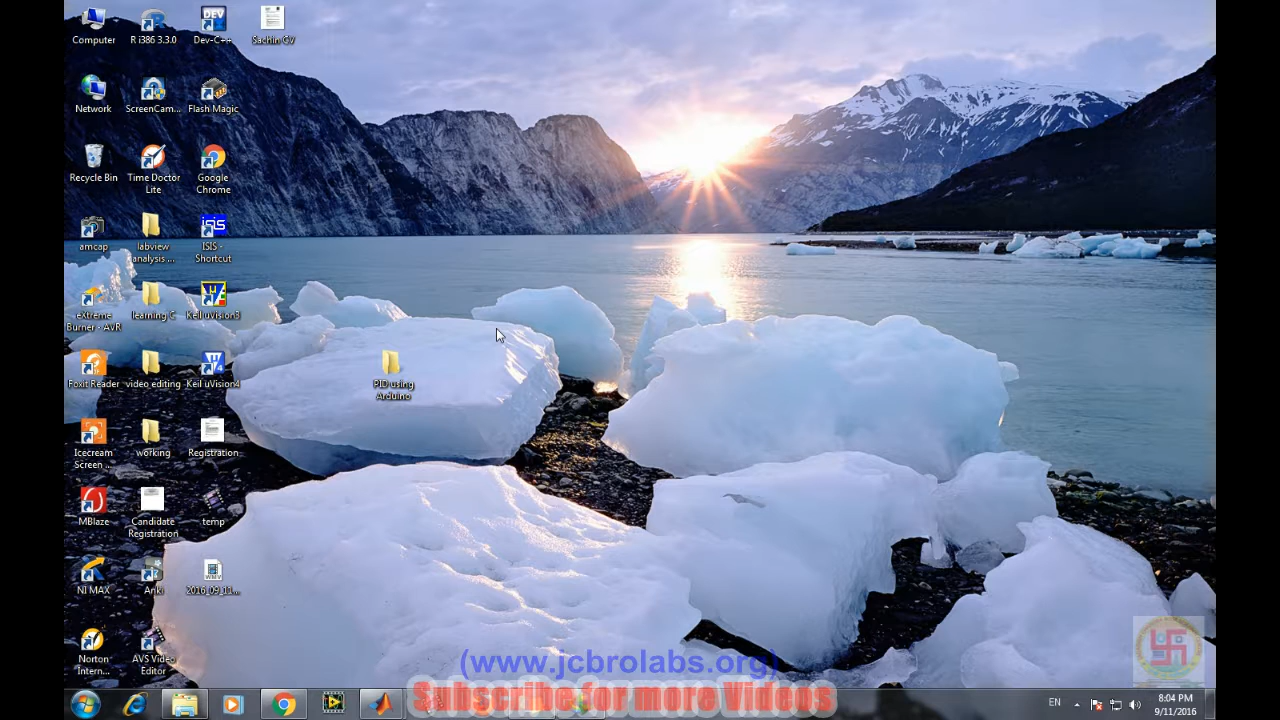 Computer
R i386 3.3.0
Dev-C++
Sachin CV
Network
ScreenCam...
Flash Magic
Recycle Bin
Time Doctor
Lite
Google
Chrome
amcap
labview
analysis ...
ISIS -
Shortcut
eXtreme
Burner - AVR
learning C
Keil uVision3
Foxit Reader
video editing
Keil uVision4
PID using
Arduino
Icecream
Screen ...
working
Registration
MBlaze
Candidate
Registration
temp
NI MAX
Anki
2016_09_11...
Norton
Intern...
AVS Video
Editor
(www.jcbrolabs.org)
Subscribe for more Videos
EN
8:04 PM
9/11/2016